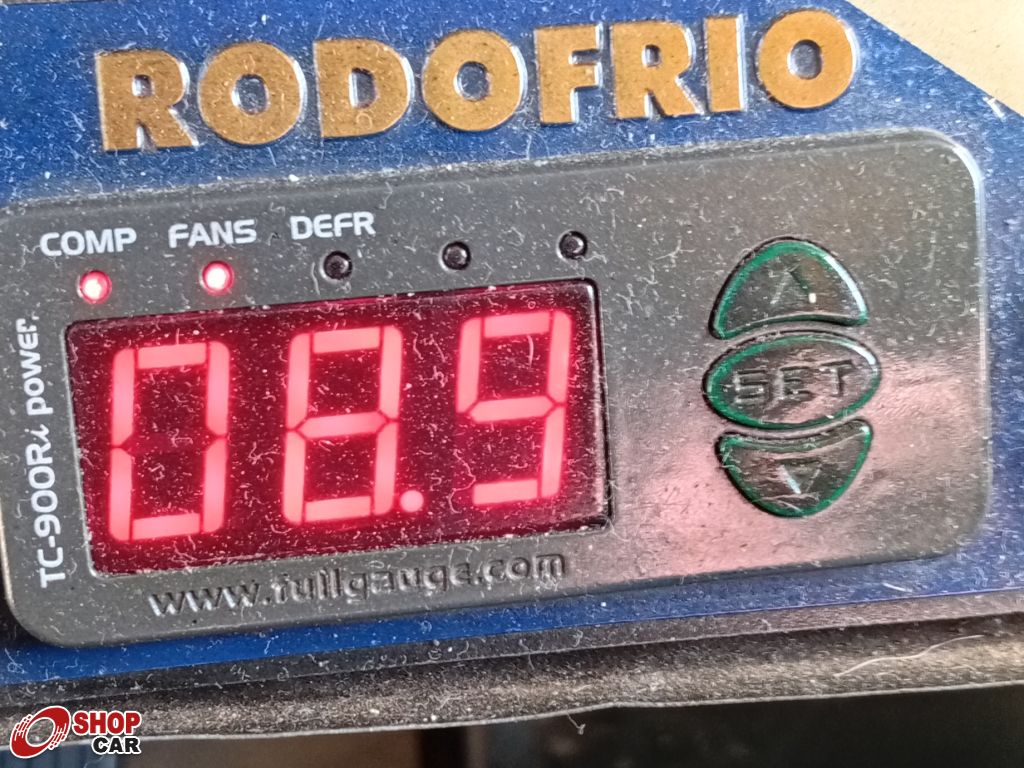 RODOFRIO
COMP FANS DEFR
TC-900Ri power
08.9
SET
www.fullgauge.com
SHOP
CAR